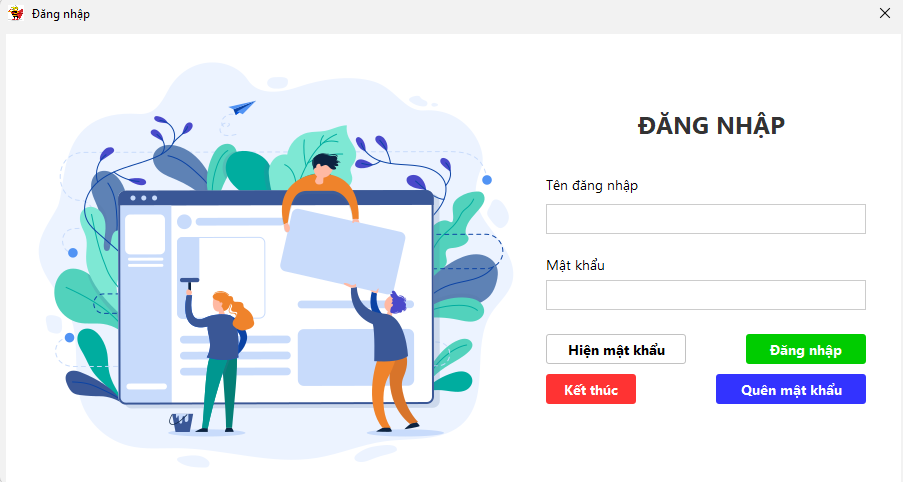 Đăng nhập
ĐĂNG NHẬP
Tên đăng nhập
Mật khẩu
Hiện mật khẩu
Đăng nhập
Kết thúc
Quên mật khẩu